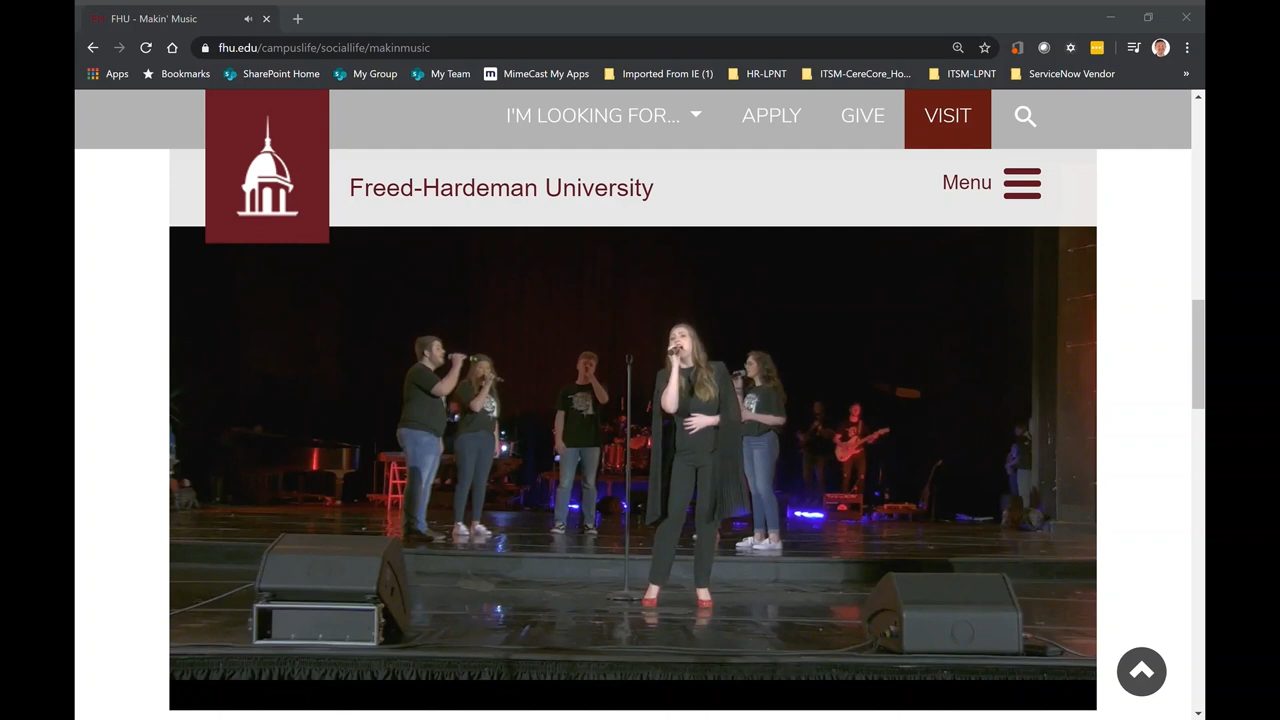 FHU - Makin' Music
fhu.edu/campuslife/sociallife/makinmusic
Apps Bookmarks SharePoint Home My Group My Team m MimeCast My Apps Imported From IE (1) HR-LPNT ITSM-CereCore_Ho... ITSM-LPNT ServiceNow Vendor »
I'M LOOKING FOR... APPLY GIVE VISIT
Freed-Hardeman University Menu